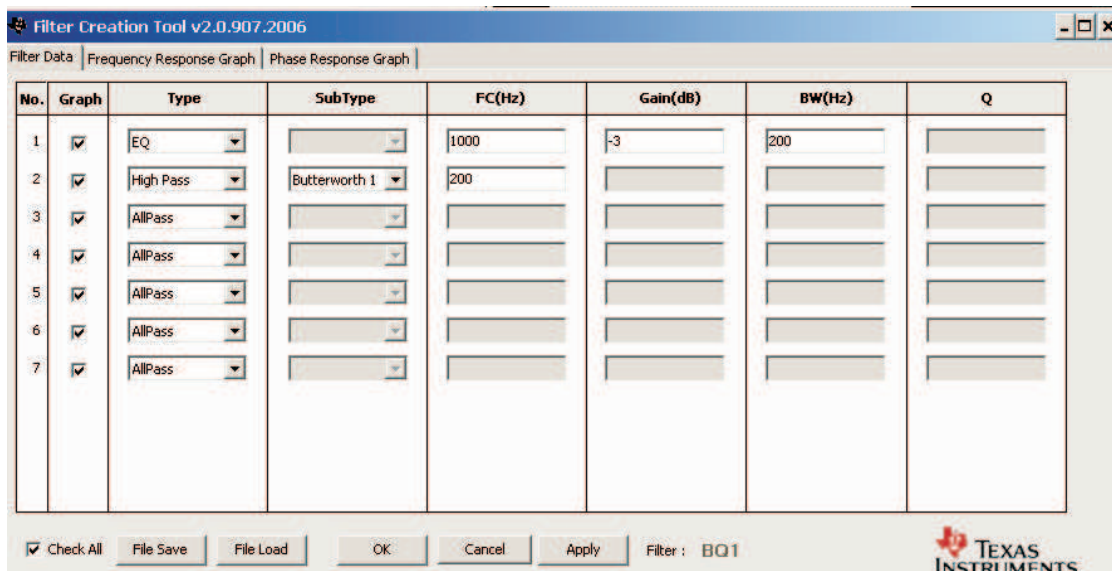 Filter Creation Tool v2.0.907.2006
Filter Data Frequency Response Graph Phase Response Graph
No. Graph Type SubType FC(Hz) Gain(dB) BW(Hz) Q
1 EQ 1000 -3 200
2 High Pass Butterworth 1 200
3 AllPass
4 AllPass
5 AllPass
6 AllPass
7 AllPass
Check All File Save File Load OK Cancel Apply Filter : BQ1
TEXAS
INSTRUMENTS